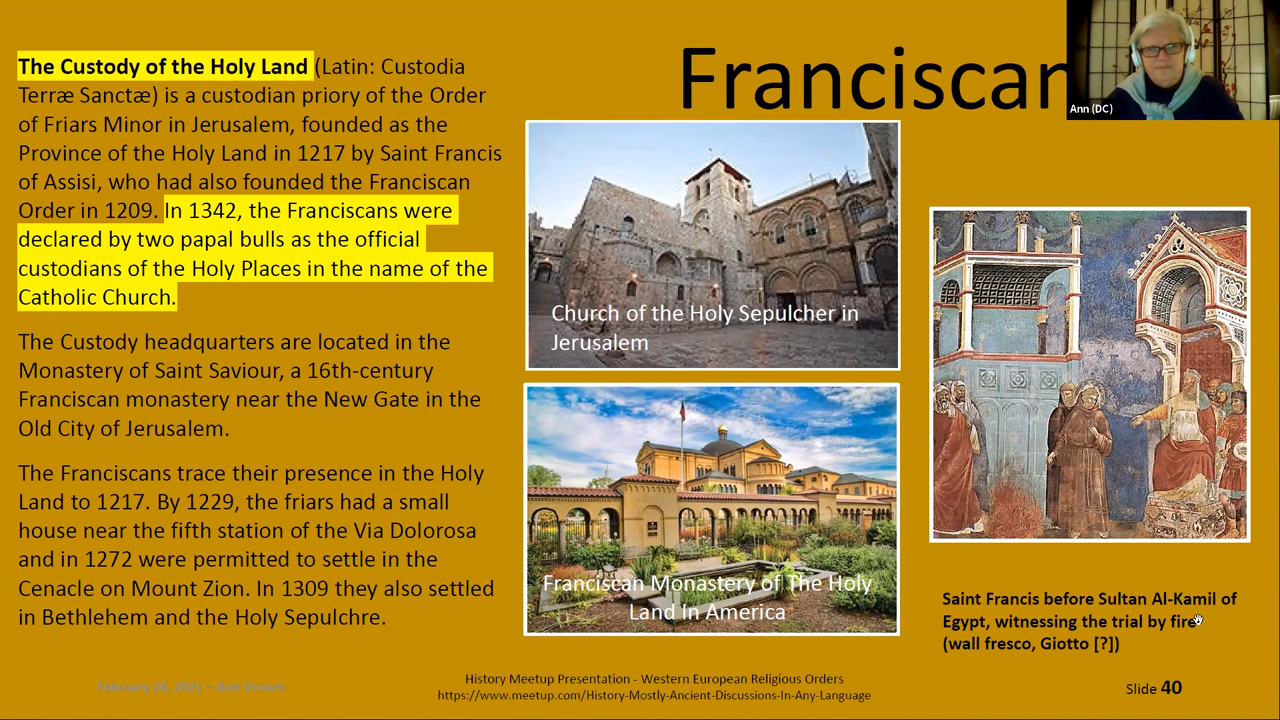 Franciscan
Ann (DC)
The Custody of the Holy Land (Latin: Custodia
Terræ Sanctæ) is a custodian priory of the Order
of Friars Minor in Jerusalem, founded as the
Province of the Holy Land in 1217 by Saint Francis
of Assisi, who had also founded the Franciscan
Order in 1209. In 1342, the Franciscans were
declared by two papal bulls as the official
custodians of the Holy Places in the name of the
Catholic Church.
The Custody headquarters are located in the
Monastery of Saint Saviour, a 16th-century
Franciscan monastery near the New Gate in the
Old City of Jerusalem.
The Franciscans trace their presence in the Holy
Land to 1217. By 1229, the friars had a small
house near the fifth station of the Via Dolorosa
and in 1272 were permitted to settle in the
Cenacle on Mount Zion. In 1309 they also settled
in Bethlehem and the Holy Sepulchre.
Church of the Holy Sepulcher in
Jerusalem
Franciscan Monastery of The Holy
Land in America
Saint Francis before Sultan Al-Kamil of
Egypt, witnessing the trial by fire
(wall fresco, Giotto [?])
History Meetup Presentation - Western European Religious Orders
https://www.meetup.com/History-Mostly-Ancient-Discussions-In-Any-Language
Slide 40